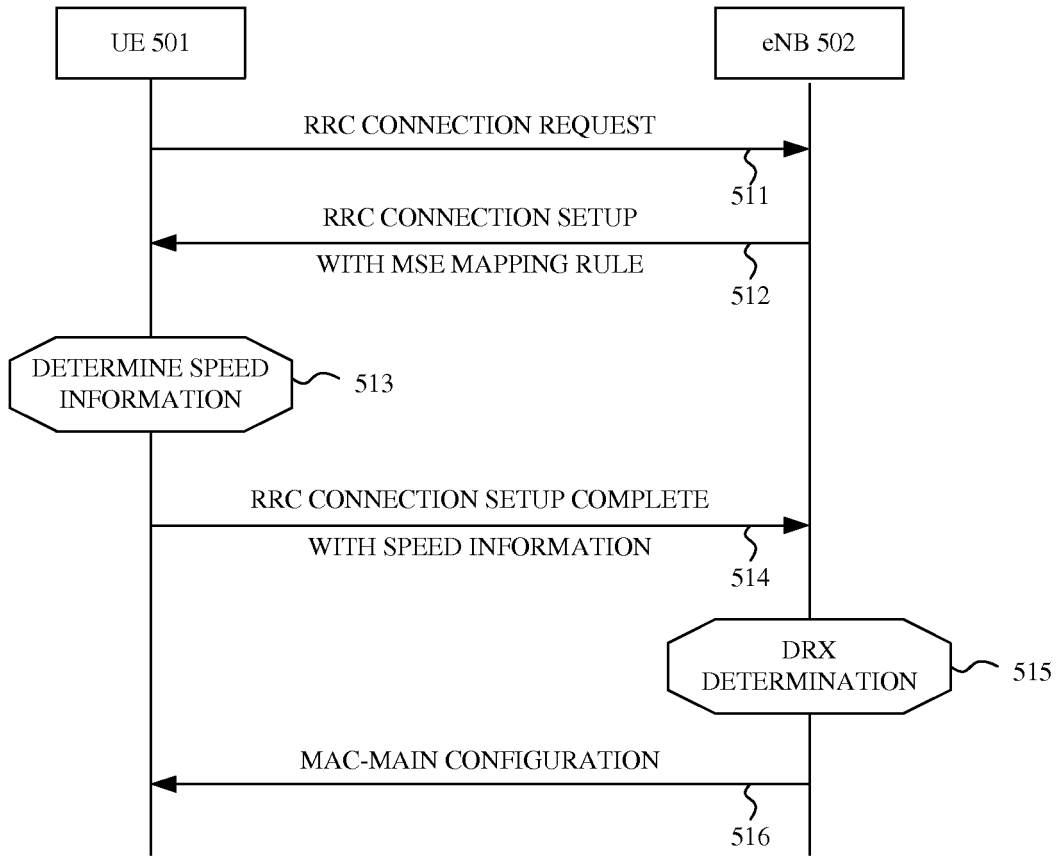 UE 501
eNB 502
RRC CONNECTION REQUEST
511
RRC CONNECTION SETUP
WITH MSE MAPPING RULE
512
DETERMINE SPEED
INFORMATION
513
RRC CONNECTION SETUP COMPLETE
WITH SPEED INFORMATION
514
DRX
DETERMINATION
515
MAC-MAIN CONFIGURATION
516